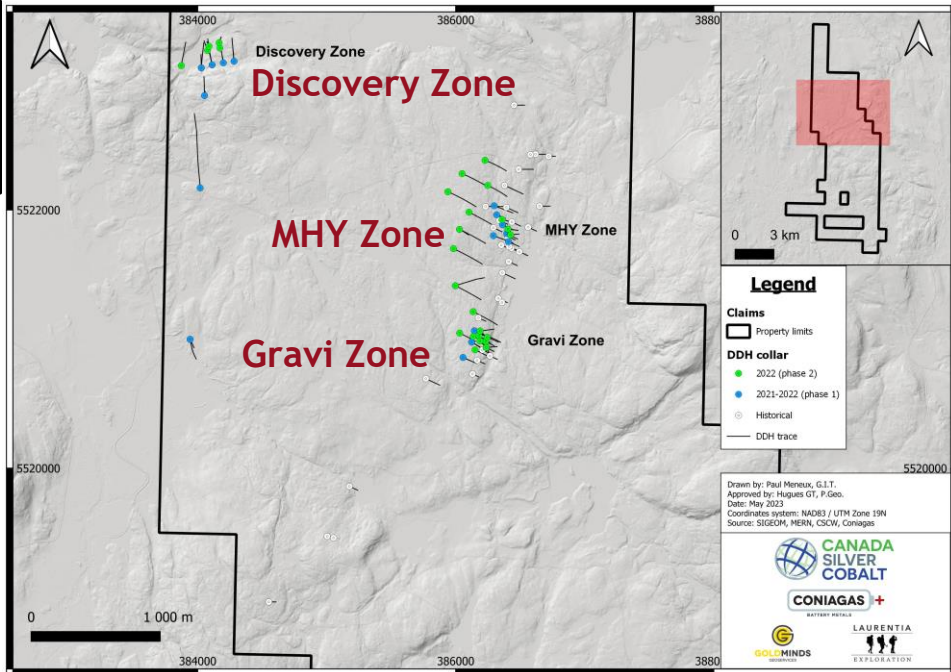 384000
386000
3880
Discovery Zone
Discovery Zone
5522000
MHY Zone
MHY Zone
Gravi Zone
Gravi Zone
5520000
5520000
0
1 000 m
384000
386000
3880
0
3 km
Legend
Claims
Property limits
DDH collar
2022 (phase 2)
2021-2022 (phase 1)
Historical
DDH trace
Drawn by: Paul Meneux, G.I.T.
Approved by: Hugues GT, P.Geo.
Date: May 2023
Coordinates system: NAD83 / UTM Zone 19N
Source: SIGEOM, MERN, CSCW, Coniagas
CANADA
SILVER
COBALT
CONIAGAS +
BATTERY METALS
GOLDMINDS
GEOSERVICES
LAURENTIA
EXPLORATION